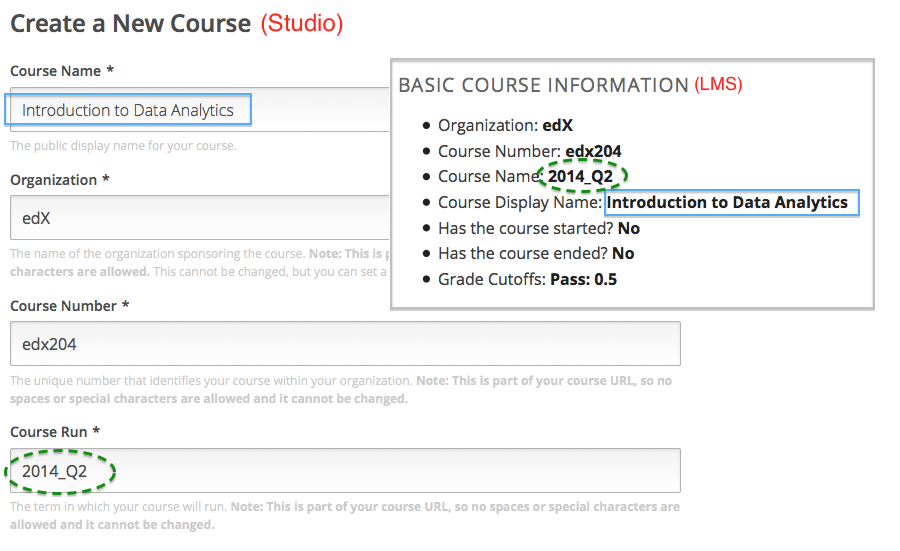 Create a New Course (Studio)
Course Name *
Introduction to Data Analytics
The public display name for your course.
Organization *
edX
The name of the organization sponsoring the course. Note: This is
characters are allowed. This cannot be changed, but you can set a
Course Number *
edx204
The unique number that identifies your course within your organization. Note: This is part of your course URL, so no
spaces or special characters are allowed and it cannot be changed.
Course Run *
2014_Q2
The term in which your course will run. Note: This is part of your course URL, so no spaces or special characters are
allowed and it cannot be changed.
BASIC COURSE INFORMATION (LMS)
• Organization: edX
• Course Number: edx204
• Course Name: 2014_Q2
• Course Display Name: Introduction to Data Analytics
• Has the course started? No
• Has the course ended? No
• Grade Cutoffs: Pass: 0.5